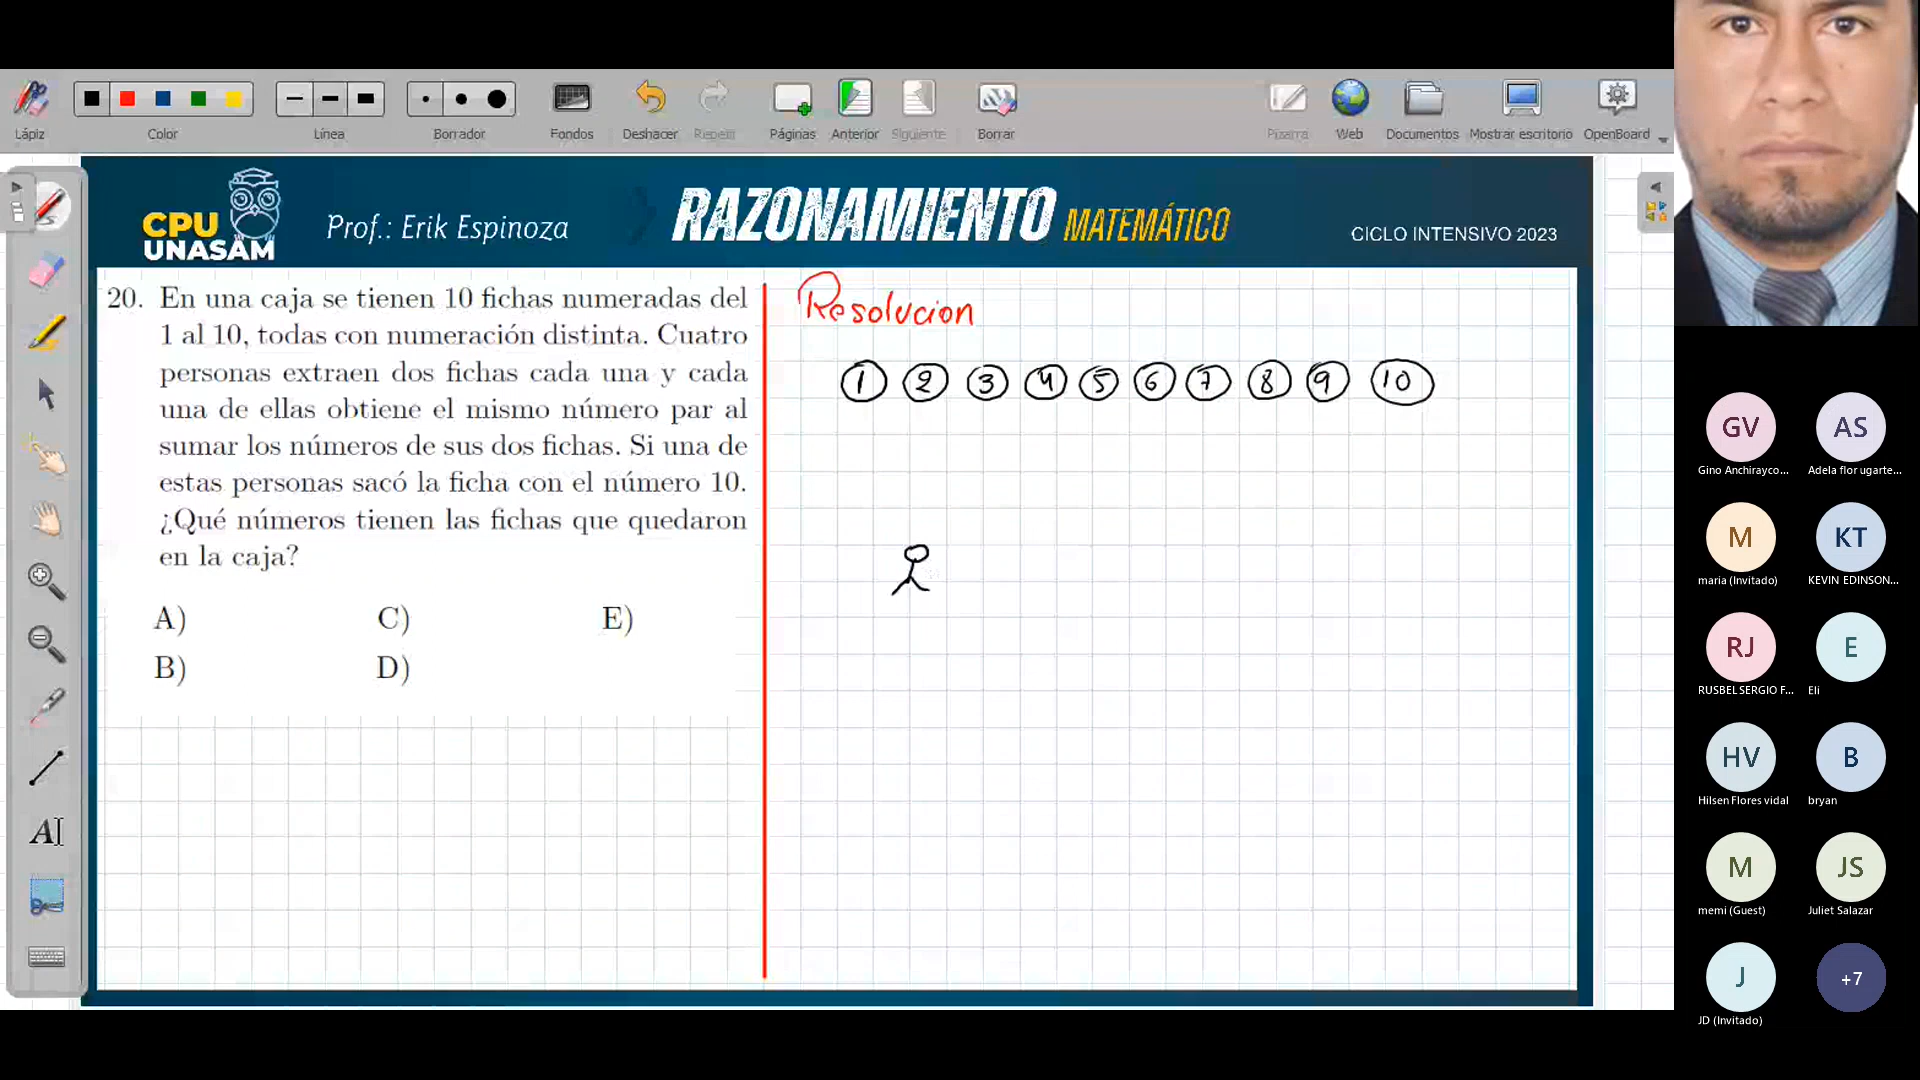 Lápiz
Color
Línea
Borrador
Fondos
Deshacer
Repetir
Páginas
Anterior
Siguiente
Borrar
Pizarra
Web
Documentos
Mostrar escritorio
OpenBoard
CPU
UNASAM
Prof.: Erik Espinoza
RAZONAMIENTO MATEMÁTICO
CICLO INTENSIVO 2023
20. En una caja se tienen 10 fichas numeradas del
1 al 10, todas con numeración distinta. Cuatro
personas extraen dos fichas cada una y cada
una de ellas obtiene el mismo número par al
sumar los números de sus dos fichas. Si una de
estas personas sacó la ficha con el número 10.
¿Qué números tienen las fichas que quedaron
en la caja?
A) C) E)
B) D)
Resolucion
1 2 3 4 5 6 7 8 9 10
GV AS
Gino Anchirayco... Adela flor ugarte...
M KT
maria (Invitado) KEVIN EDINSON...
RJ E
RUSBEL SERGIO F... Eli
HV B
Hilsen Flores vidal bryan
M JS
memi (Guest) Juliet Salazar
J +7
JD (Invitado)